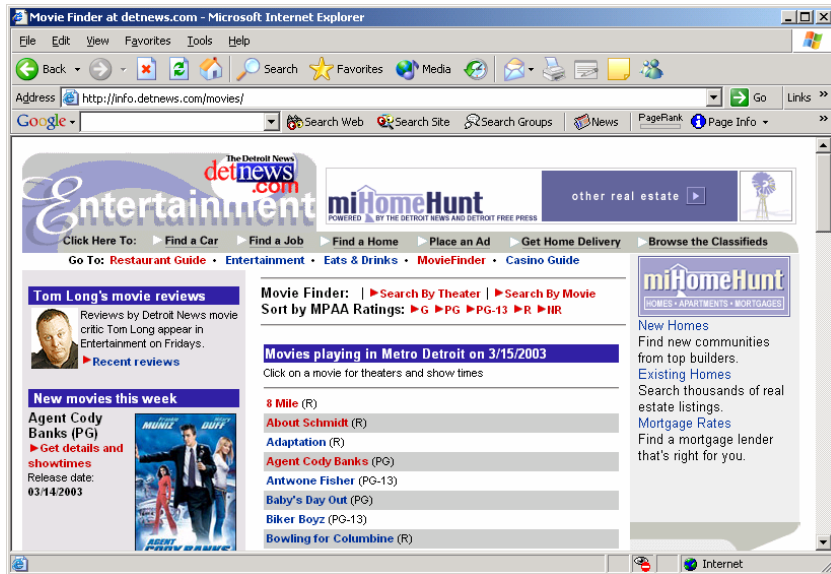 Movie Finder at detnews.com - Microsoft Internet Explorer
File Edit View Favorites Tools Help
Back Search Favorites Media
Address http://info.detnews.com/movies/ Go Links »
Google Search Web Search Site Search Groups News PageRank Page Info »
The Detroit News
detnews
.com
Entertainment
miHomeHunt
POWERED BY THE DETROIT NEWS AND DETROIT FREE PRESS
other real estate
Click Here To: Find a Car Find a Job Find a Home Place an Ad Get Home Delivery Browse the Classifieds
Go To: Restaurant Guide • Entertainment • Eats & Drinks • MovieFinder • Casino Guide
Tom Long's movie reviews
Reviews by Detroit News movie
critic Tom Long appear in
Entertainment on Fridays.
Recent reviews
New movies this week
Agent Cody
Banks (PG)
Get details and
showtimes
Release date:
03/14/2003
FRANKIE MUNIZ HILARY DUFF
AGENT
CODY BANKS
Movie Finder: | Search By Theater | Search By Movie
Sort by MPAA Ratings: G PG PG-13 R NR
Movies playing in Metro Detroit on 3/15/2003
Click on a movie for theaters and show times
8 Mile (R)
About Schmidt (R)
Adaptation (R)
Agent Cody Banks (PG)
Antwone Fisher (PG-13)
Baby's Day Out (PG)
Biker Boyz (PG-13)
Bowling for Columbine (R)
miHomeHunt
HOMES • APARTMENTS • MORTGAGES
New Homes
Find new communities
from top builders.
Existing Homes
Search thousands of real
estate listings.
Mortgage Rates
Find a mortgage lender
that's right for you.
Internet